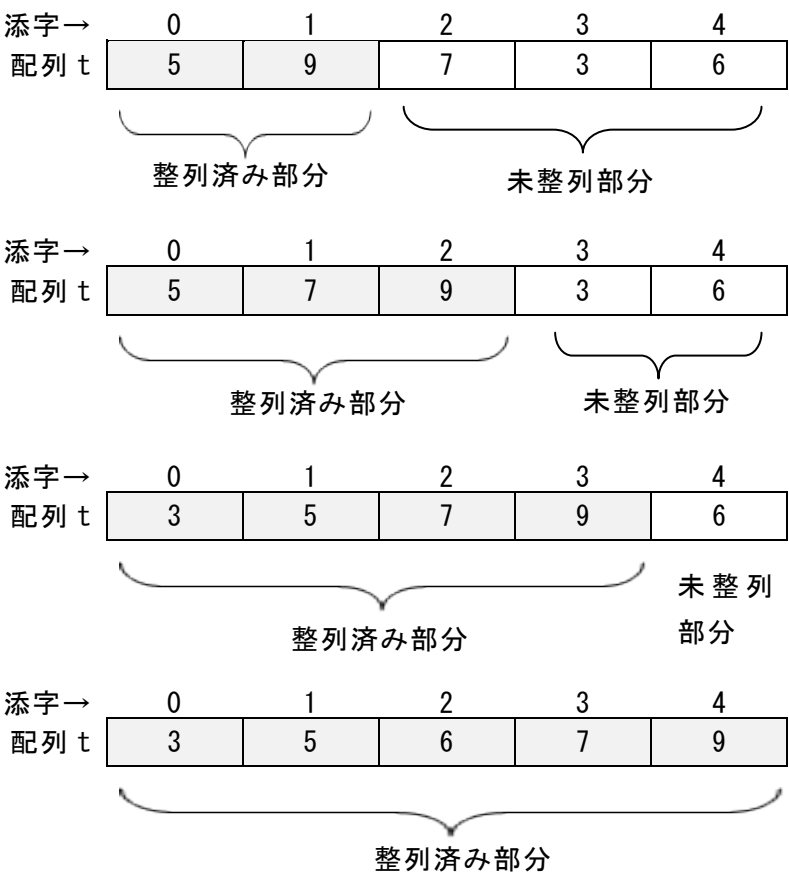 添字→ 0 1 2 3 4
配列 t 5 9 7 3 6
整列済み部分 未整列部分
添字→ 0 1 2 3 4
配列 t 5 7 9 3 6
整列済み部分 未整列部分
添字→ 0 1 2 3 4
配列 t 3 5 7 9 6
未整列
部分
整列済み部分
添字→ 0 1 2 3 4
配列 t 3 5 6 7 9
整列済み部分